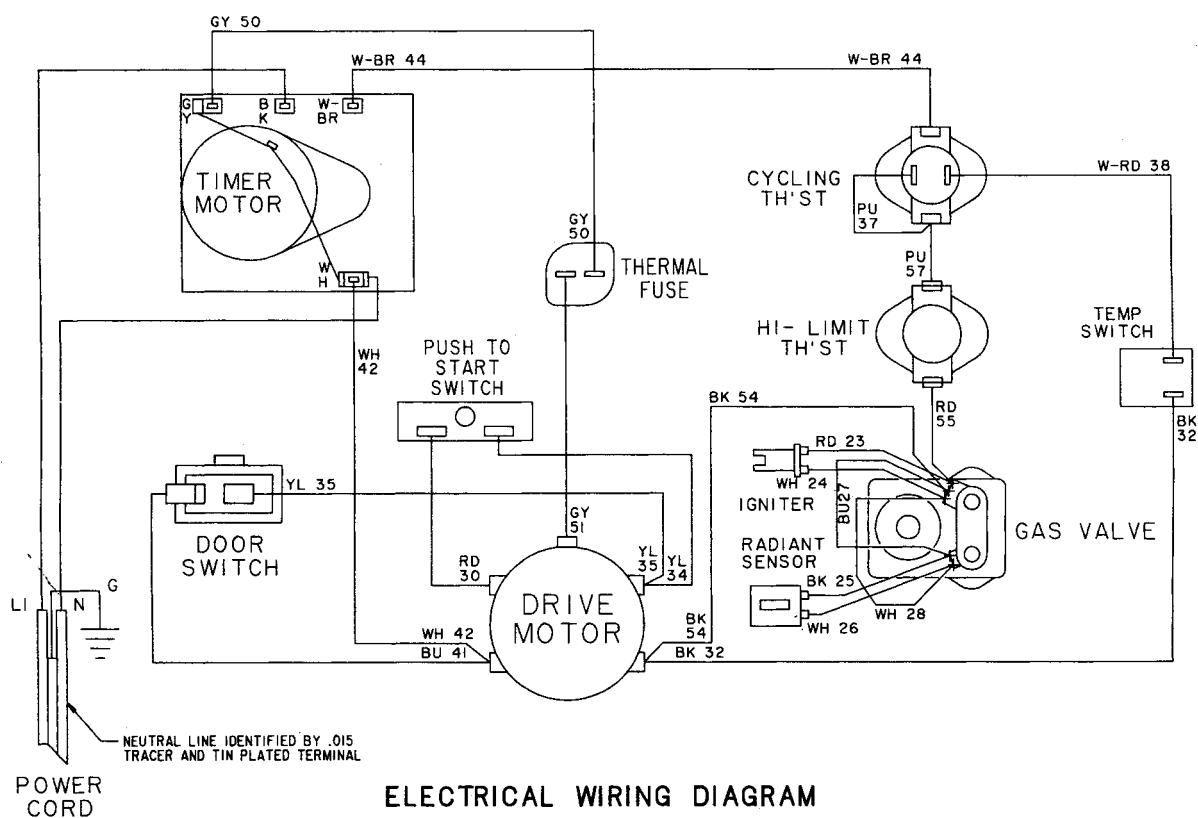 GY 50
W-BR 44
W-BR 44
G
Y
B
K
W-
BR
TIMER
MOTOR
W
H
CYCLING
TH'ST
W-RD 38
PU
37
GY
50
THERMAL
FUSE
PU
57
HI- LIMIT
TH'ST
TEMP
SWITCH
WH
42
PUSH TO
START
SWITCH
BK 54
RD
55
BK
32
RD 23
WH 24
IGNITER
BU27
GAS VALVE
YL 35
DOOR
SWITCH
GY
51
RADIANT
SENSOR
BK 25
WH 26
WH 28
RD
30
YL
35
YL
34
DRIVE
MOTOR
L1
N
G
WH 42
BU 41
BK
54
BK 32
NEUTRAL LINE IDENTIFIED BY .015
TRACER AND TIN PLATED TERMINAL
POWER
CORD
ELECTRICAL WIRING DIAGRAM